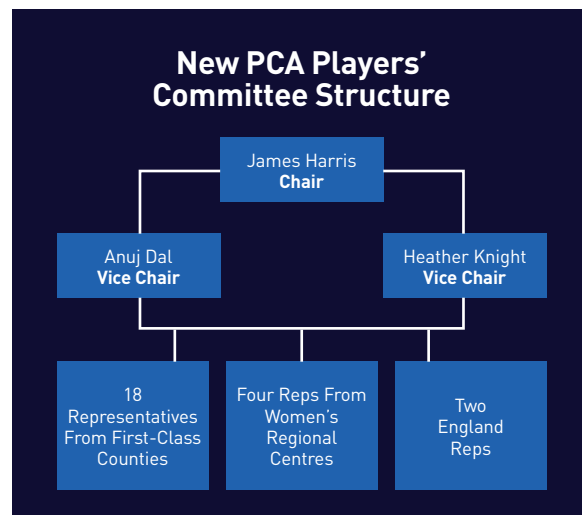 New PCA Players’
Committee Structure
James Harris
Chair
Anuj Dal
Vice Chair
Heather Knight
Vice Chair
18
Representatives
From First-Class
Counties
Four Reps From
Women’s
Regional
Centres
Two
England
Reps